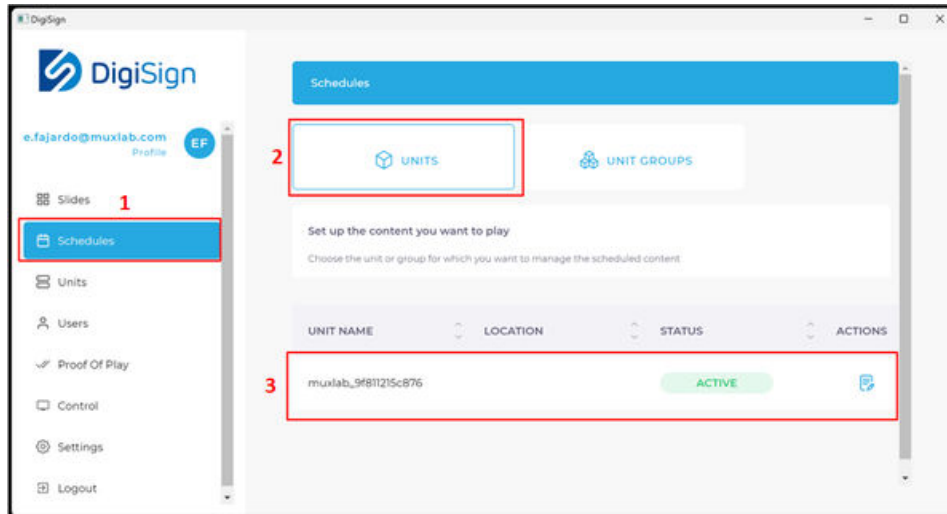 DigiSign
DigiSign
e.fajardo@muxlab.com
Profile
EF
Slides
1
Schedules
Units
Users
Proof Of Play
Control
Settings
Logout
Schedules
2
UNITS
UNIT GROUPS
Set up the content you want to play
Choose the unit or group for which you want to manage the scheduled content
UNIT NAME LOCATION STATUS ACTIONS
3
muxlab_9f811215c876 ACTIVE